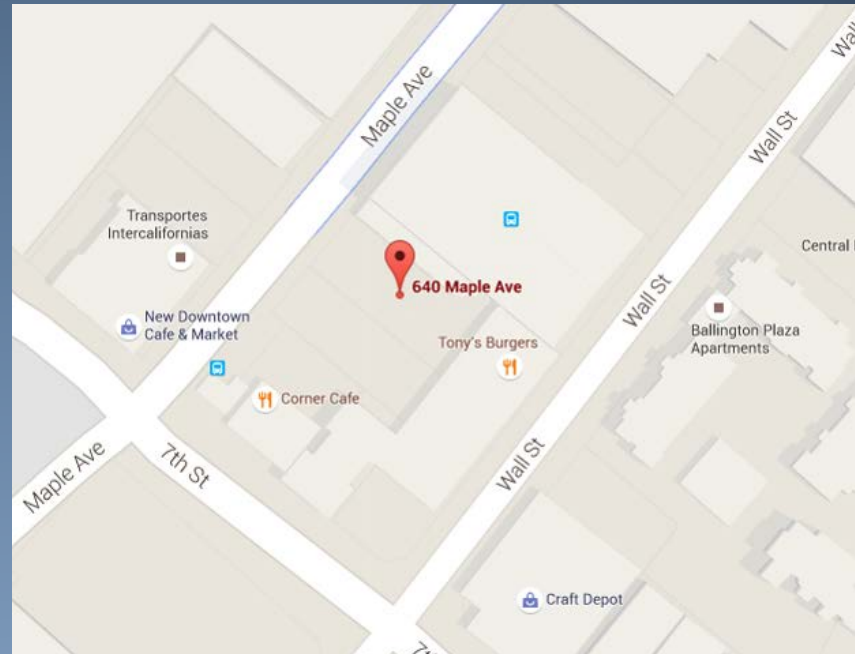 Wall St
Maple Ave
Wall St
Transportes
Intercalifornias
Central
640 Maple Ave
Wall St
New Downtown
Cafe & Market
Ballington Plaza
Apartments
Tony's Burgers
Corner Cafe
Maple Ave
7th St
Wall St
Craft Depot